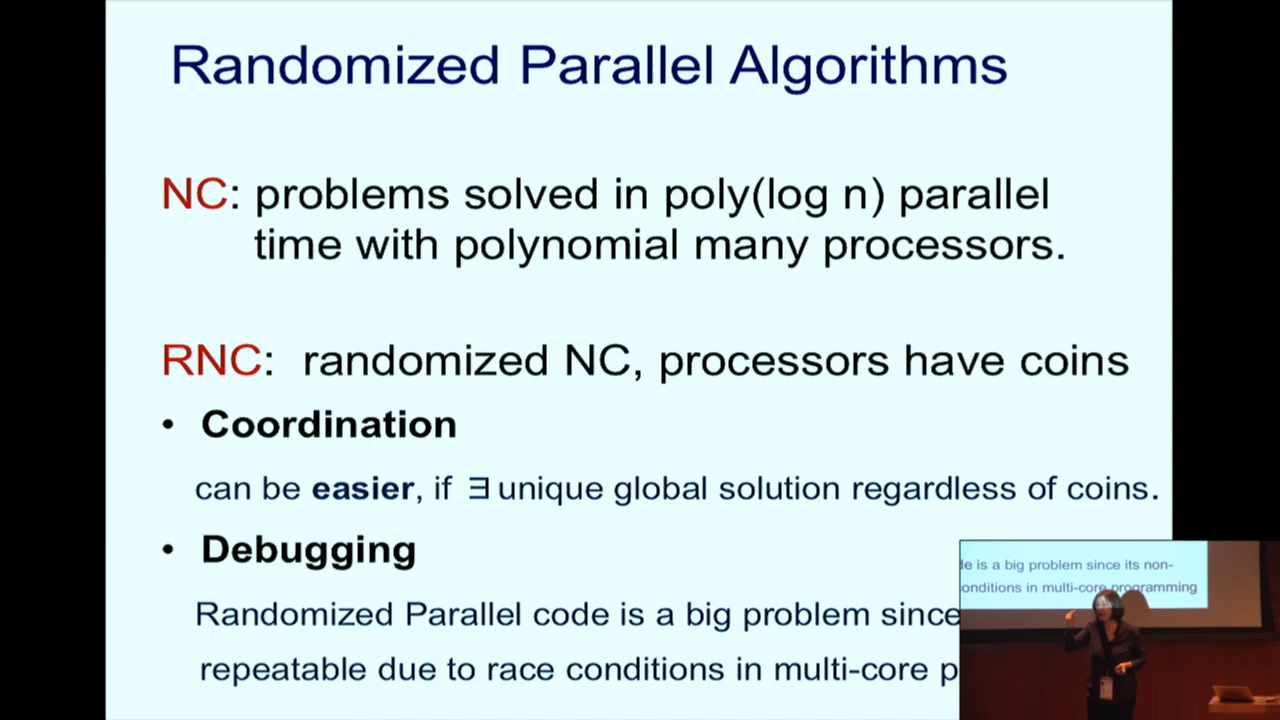 Randomized Parallel Algorithms
NC: problems solved in poly(log n) parallel
time with polynomial many processors.
RNC: randomized NC, processors have coins
• Coordination
can be easier, if ∃ unique global solution regardless of coins.
• Debugging
Randomized Parallel code is a big problem since
repeatable due to race conditions in multi-core p
de is a big problem since its non-
onditions in multi-core programming